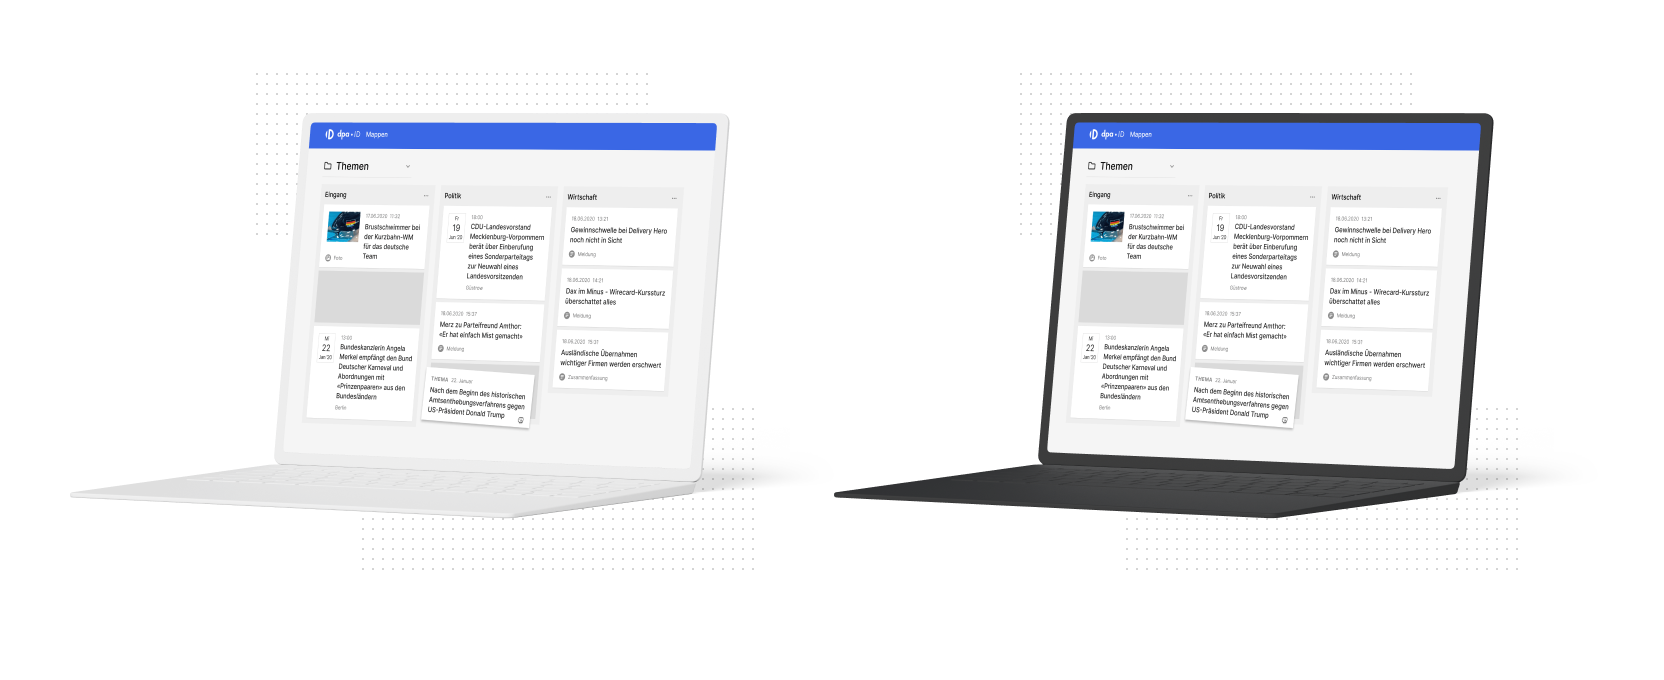 dpa•ID Mappen
Themen
Eingang
17.06.2020 11:32
Brustschwimmer bei
der Kurzbahn-WM
für das deutsche
Team
Foto
Mi
22
Jan '20
13:00
Bundeskanzlerin Angela
Merkel empfängt den Bund
Deutscher Karneval und
Abordnungen mit
«Prinzenpaaren» aus den
Bundesländern
Berlin
Politik
Fr
19
Jun '20
18:00
CDU-Landesvorstand
Mecklenburg-Vorpommern
berät über Einberufung
eines Sonderparteitags
zur Neuwahl eines
Landesvorsitzenden
Güstrow
18.06.2020 15:37
Merz zu Parteifreund Amthor:
«Er hat einfach Mist gemacht»
Meldung
THEMA 22. Januar
Nach dem Beginn des historischen
Amtsenthebungsverfahrens gegen
US-Präsident Donald Trump
Wirtschaft
18.06.2020 13:21
Gewinnschwelle bei Delivery Hero
noch nicht in Sicht
Meldung
18.06.2020 14:21
Dax im Minus - Wirecard-Kurssturz
überschattet alles
Meldung
18.06.2020 15:31
Ausländische Übernahmen
wichtiger Firmen werden erschwert
Zusammenfassung
dpa•ID Mappen
Themen
Eingang
17.06.2020 11:32
Brustschwimmer bei
der Kurzbahn-WM
für das deutsche
Team
Foto
Mi
22
Jan '20
13:00
Bundeskanzlerin Angela
Merkel empfängt den Bund
Deutscher Karneval und
Abordnungen mit
«Prinzenpaaren» aus den
Bundesländern
Berlin
Politik
Fr
19
Jun '20
18:00
CDU-Landesvorstand
Mecklenburg-Vorpommern
berät über Einberufung
eines Sonderparteitags
zur Neuwahl eines
Landesvorsitzenden
Güstrow
18.06.2020 15:37
Merz zu Parteifreund Amthor:
«Er hat einfach Mist gemacht»
Meldung
THEMA 22. Januar
Nach dem Beginn des historischen
Amtsenthebungsverfahrens gegen
US-Präsident Donald Trump
Wirtschaft
18.06.2020 13:21
Gewinnschwelle bei Delivery Hero
noch nicht in Sicht
Meldung
18.06.2020 14:21
Dax im Minus - Wirecard-Kurssturz
überschattet alles
Meldung
18.06.2020 15:31
Ausländische Übernahmen
wichtiger Firmen werden erschwert
Zusammenfassung